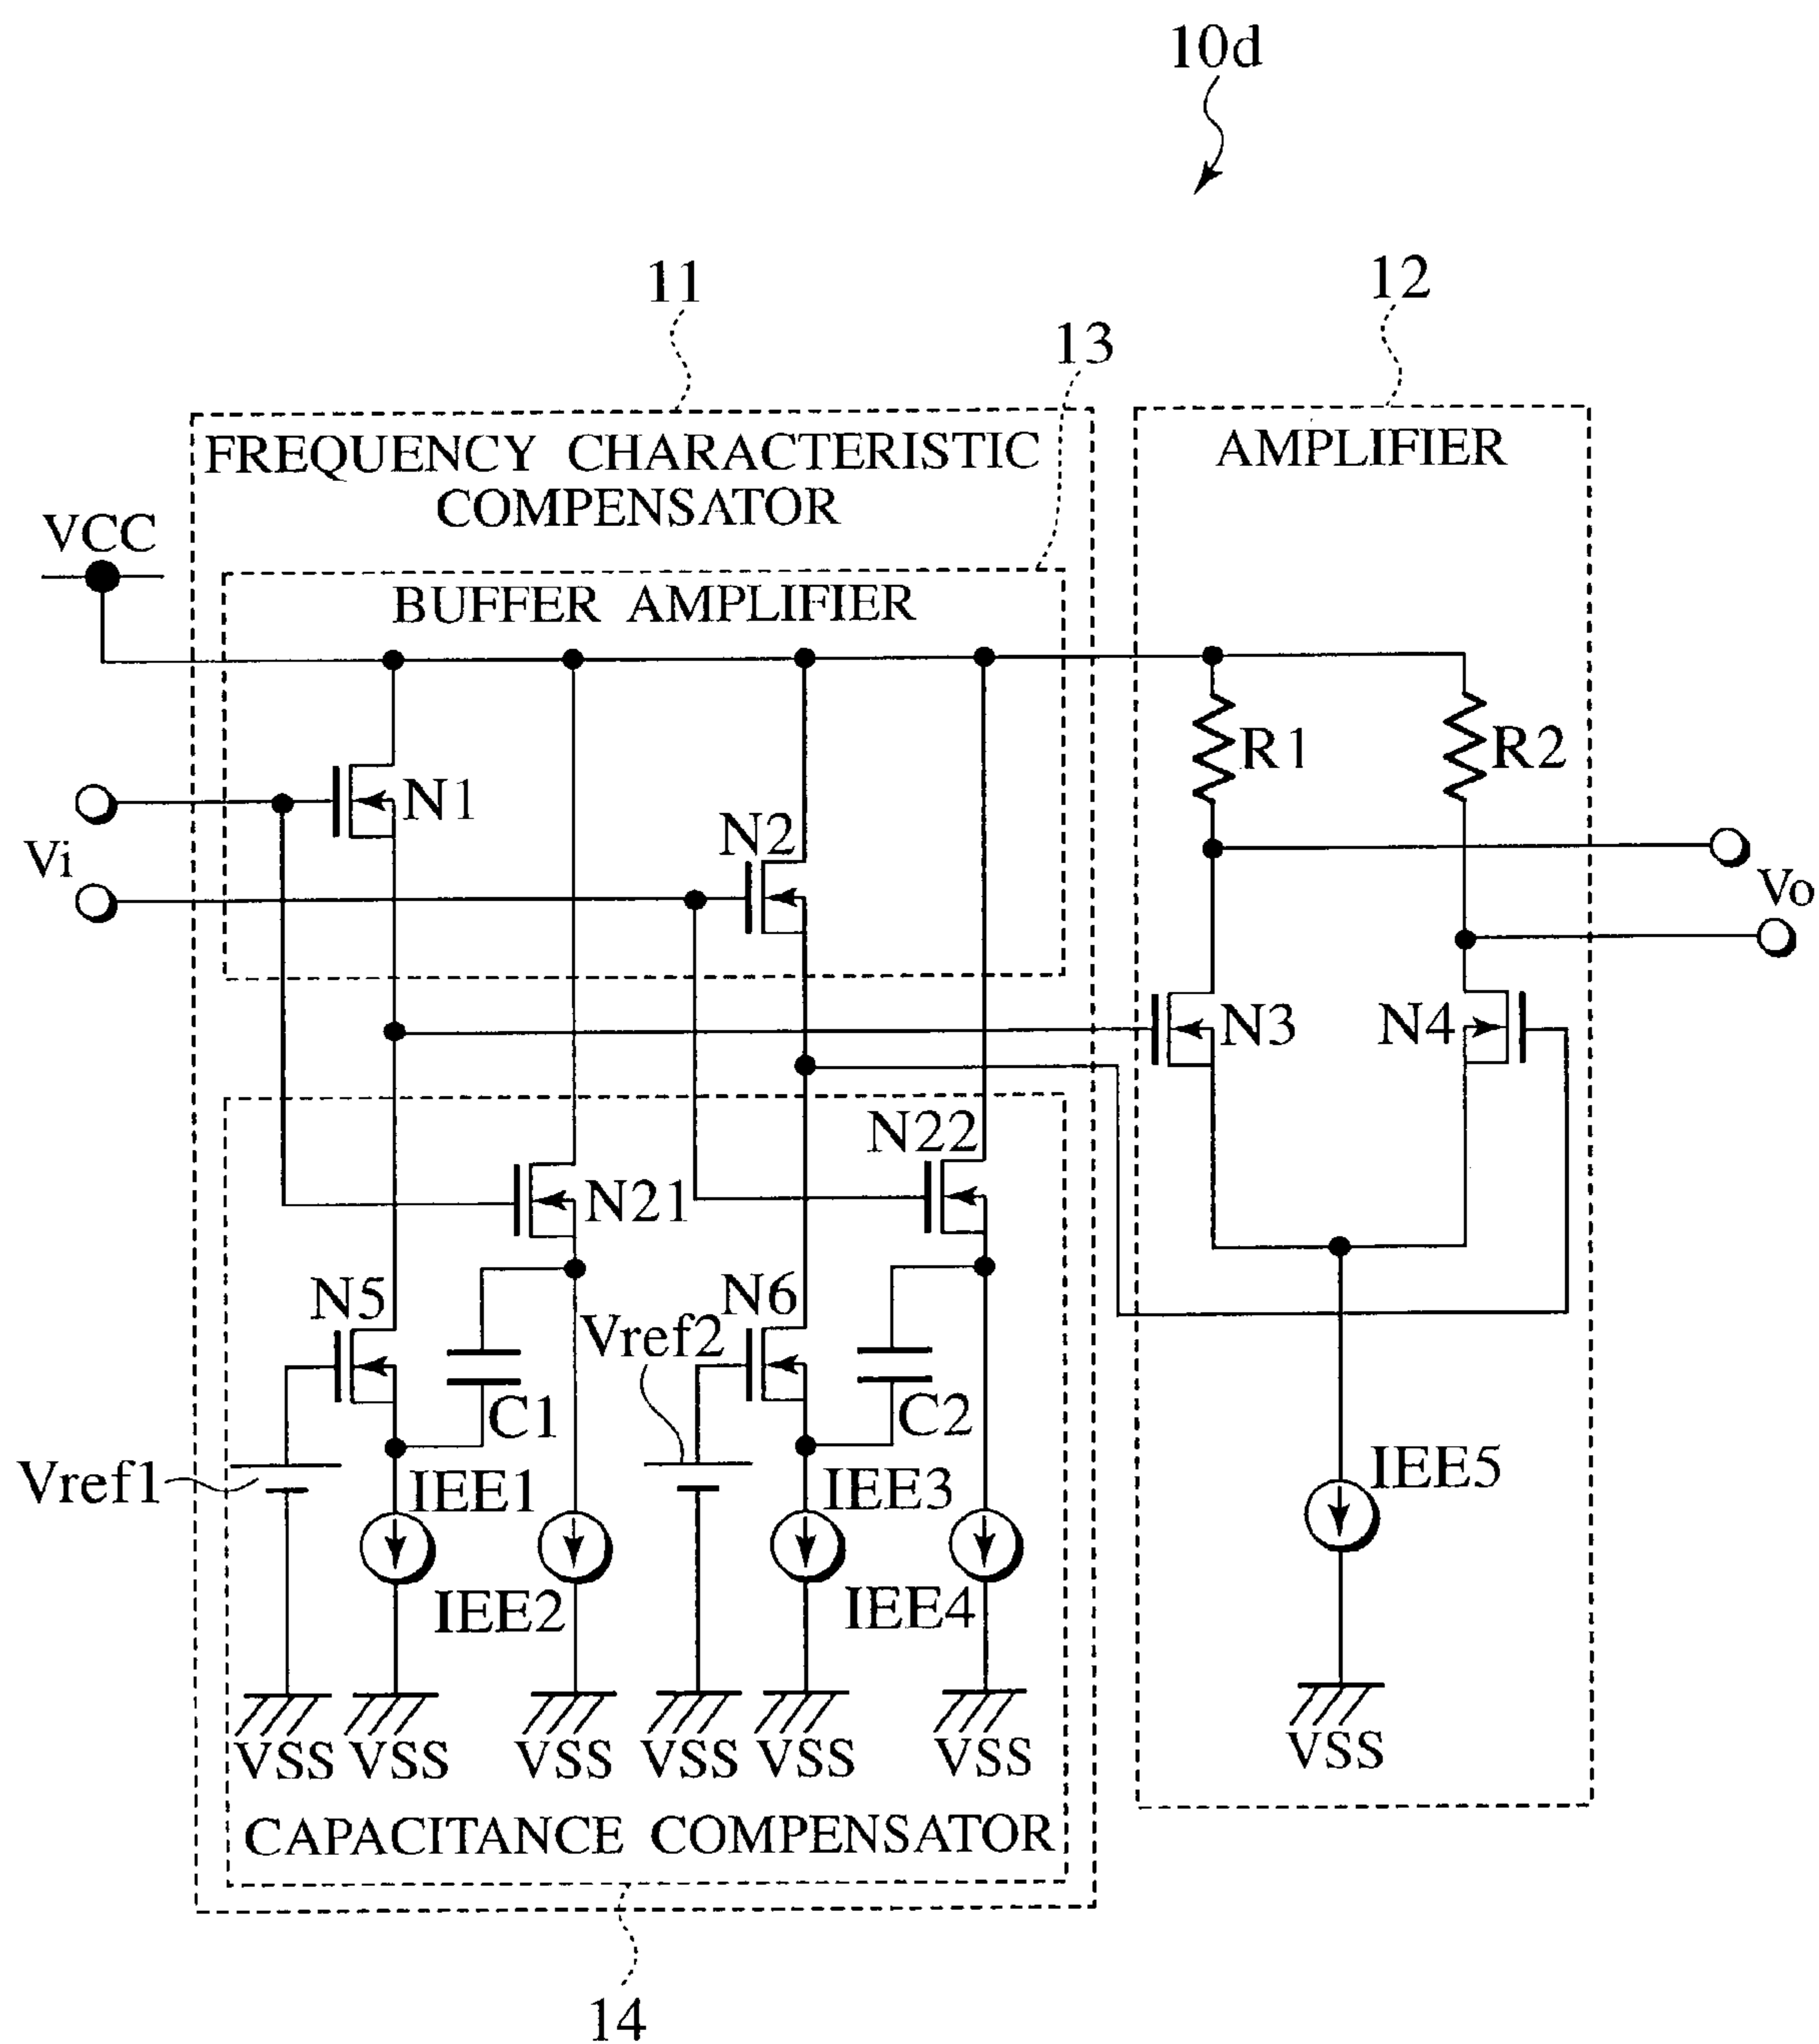 10d
11
12
13
FREQUENCY CHARACTERISTIC
COMPENSATOR
AMPLIFIER
VCC
BUFFER AMPLIFIER
R1
R2
N1
N2
Vi
Vo
N3
N4
N22
N21
N5
N6
Vref2
C1
C2
Vref1
IEE1
IEE3
IEE5
IEE2
IEE4
VSS
VSS
VSS
VSS
VSS
VSS
VSS
CAPACITANCE COMPENSATOR
14